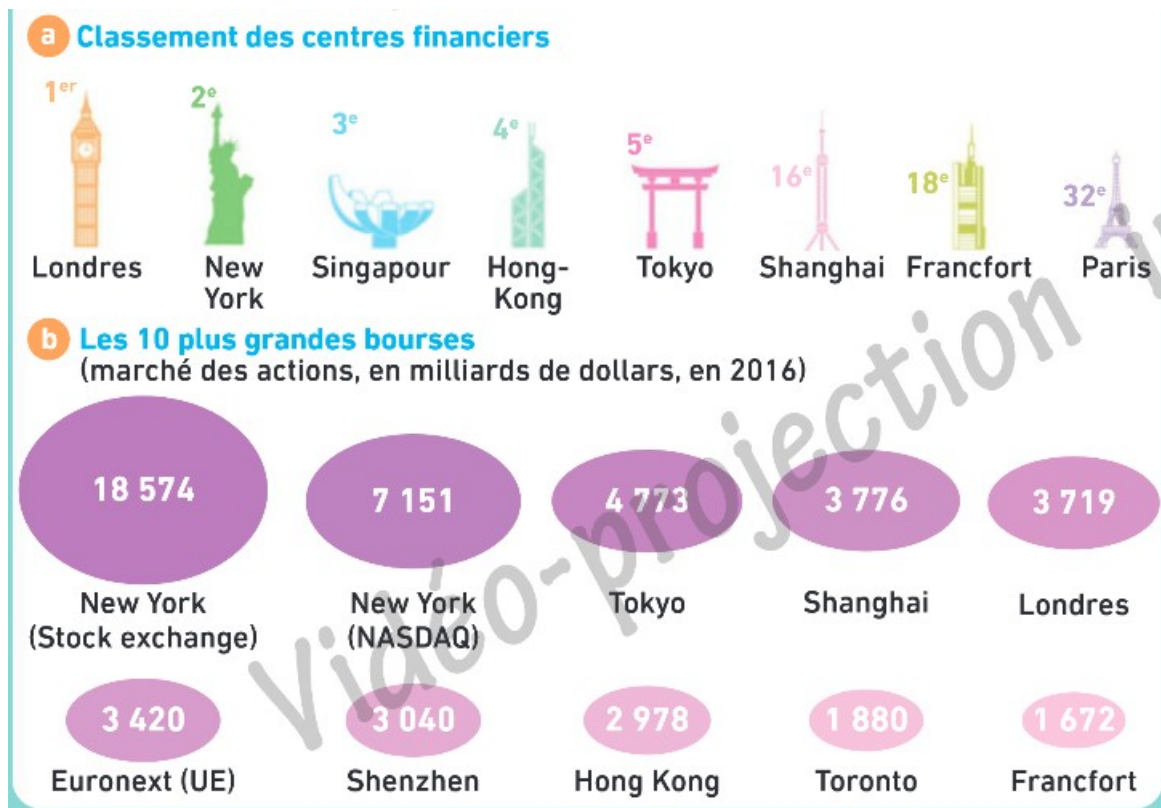 a Classement des centres financiers
1er 2e 3e 4e 5e 16e 18e 32e
Londres New York Singapour Hong-Kong Tokyo Shanghai Francfort Paris
b Les 10 plus grandes bourses
(marché des actions, en milliards de dollars, en 2016)
18 574 7 151 4 773 3 776 3 719
New York Tokyo Shanghai Londres
(Stock exchange) New York (NASDAQ)
3 420 3 040 2 978 1 880 1 672
Euronext (UE) Shenzhen Hong Kong Toronto Francfort
Vidéo-projection